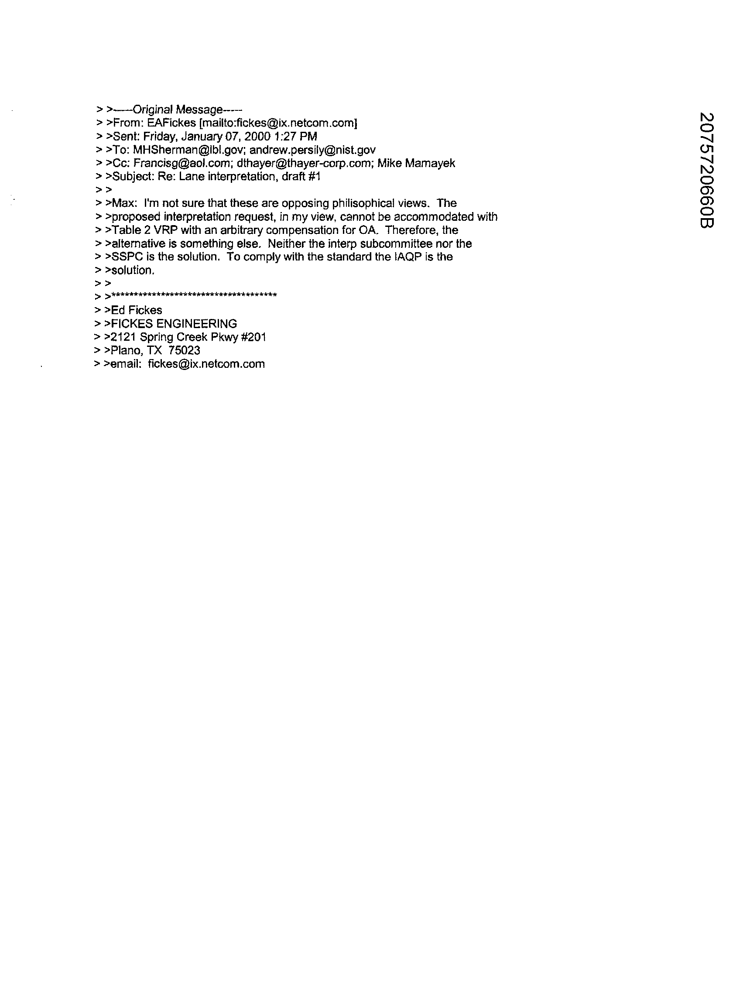 > >-----Original Message-----
> >From: EAFickes [mailto:fickes@ix.netcom.com]
> >Sent: Friday, January 07, 2000 1:27 PM
> >To: MHSherman@lbl.gov; andrew.persily@nist.gov
> >Cc: Francisg@aol.com; dthayer@thayer-corp.com; Mike Mamayek
> >Subject: Re: Lane interpretation, draft #1
> >
> >Max:  I'm not sure that these are opposing philisophical views.  The
> >proposed interpretation request, in my view, cannot be accommodated with
> >Table 2 VRP with an arbitrary compensation for OA.  Therefore, the
> >alternative is something else.  Neither the interp subcommittee nor the
> >SSPC is the solution.  To comply with the standard the IAQP is the
> >solution.
> >
> >*************************************
> >Ed Fickes
> >FICKES ENGINEERING
> >2121 Spring Creek Pkwy #201
> >Plano, TX  75023
> >email:  fickes@ix.netcom.com
2075720660B